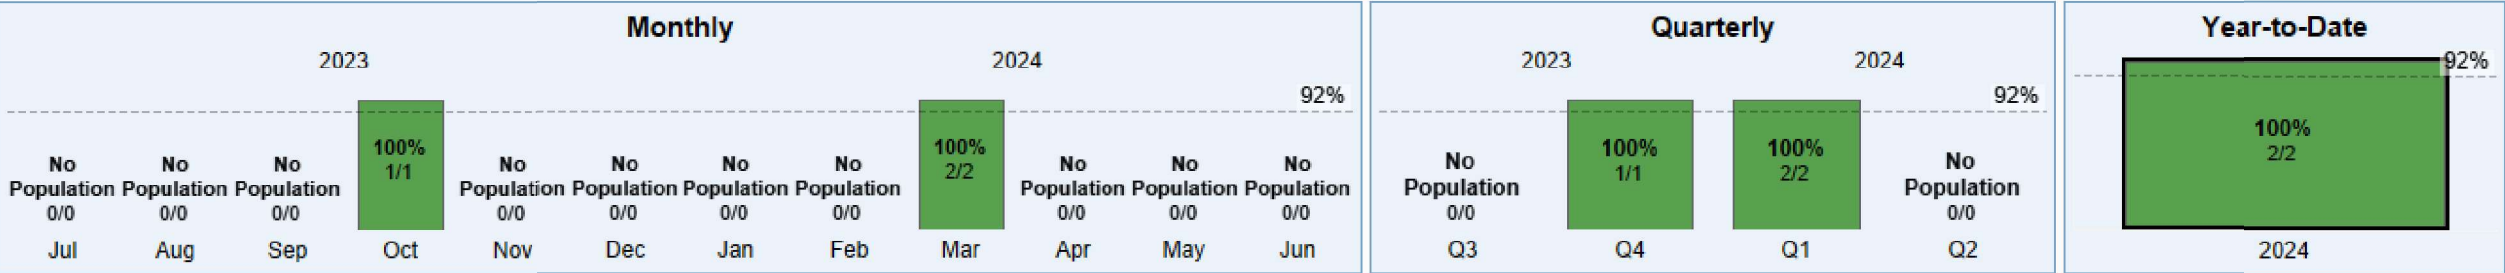 Monthly
2023
2024
92%
No Population 0/0
No Population 0/0
No Population 0/0
100% 1/1
No Population 0/0
No Population 0/0
No Population 0/0
No Population 0/0
100% 2/2
No Population 0/0
No Population 0/0
No Population 0/0
Jul Aug Sep Oct Nov Dec Jan Feb Mar Apr May Jun
Quarterly
2023
2024
92%
No Population 0/0
100% 1/1
100% 2/2
No Population 0/0
Q3 Q4 Q1 Q2
Year-to-Date
92%
100%
2/2
2024